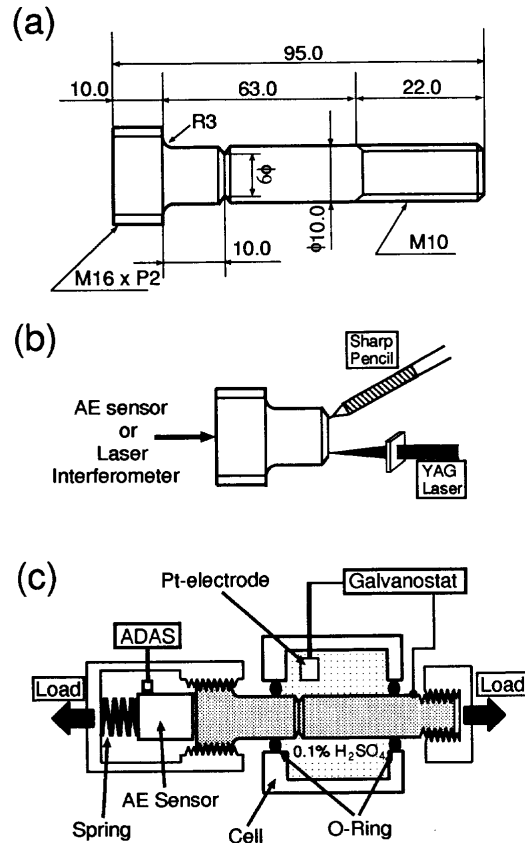 (a)
95.0
10.0
63.0
22.0
R3
6φ
φ10.0
10.0
M10
M16 x P2
(b)
Sharp
Pencil
AE sensor
or
Laser
Interferometer
YAG
Laser
(c)
Pt-electrode
Galvanostat
ADAS
Load
Load
0.1% H₂SO₄
AE Sensor
Spring
Cell
O-Ring